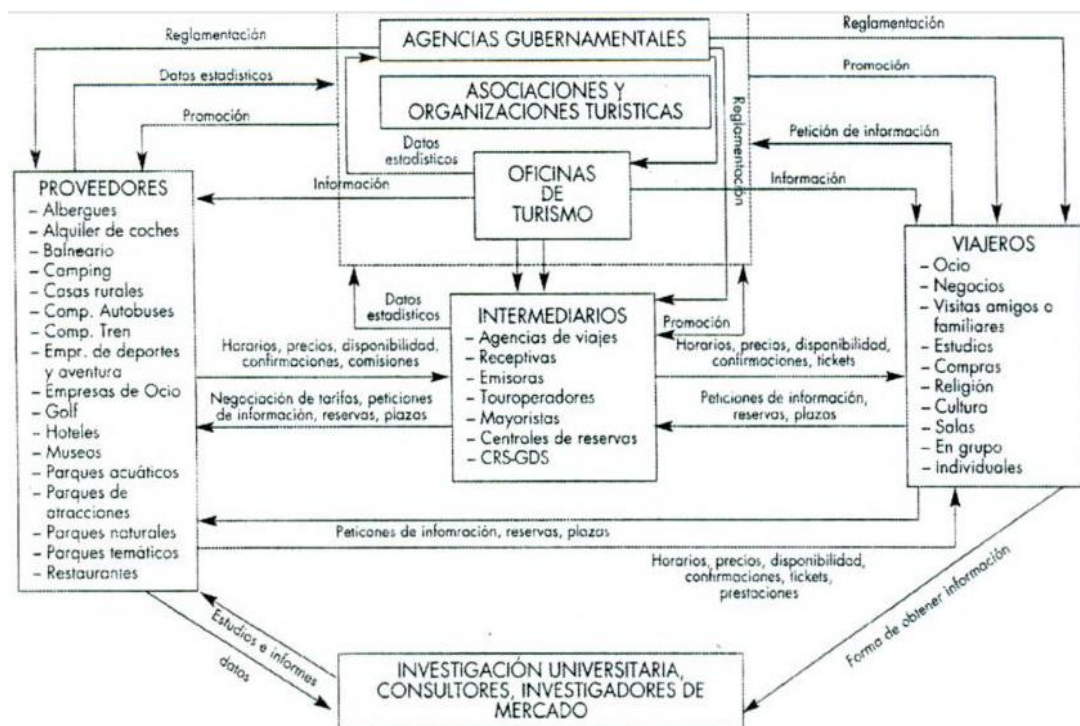 Reglamentación
AGENCIAS GUBERNAMENTALES
Reglamentación
Datos estadísticos
ASOCIACIONES Y
ORGANIZACIONES TURÍSTICAS
Promoción
Promoción
Reglamentación
Petición de información
Datos
estadísticos
Información
OFICINAS
DE
TURISMO
Información
PROVEEDORES
– Albergues
– Alquiler de coches
– Balneario
– Camping
– Casas rurales
– Comp. Autobuses
– Comp. Tren
– Empr. de deportes
y aventura
– Empresas de Ocio
– Golf
– Hoteles
– Museos
– Parques acuáticos
– Parques de
atracciones
– Parques naturales
– Parques temáticos
– Restaurantes
Datos
estadísticos
INTERMEDIARIOS
– Agencias de viajes
– Receptivas
– Emisoras
– Touroperadores
– Mayoristas
– Centrales de reservas
– CRS-GDS
Promoción
VIAJEROS
– Ocio
– Negocios
– Visitas amigos o
familiares
– Estudios
– Compras
– Religión
– Cultura
– Salas
– En grupo
– Individuales
Horarios, precios, disponibilidad,
confirmaciones, comisiones
Negociación de tarifas, peticiones
de información, reservas, plazas
Horarios, precios, disponibilidad,
confirmaciones, tickets
Peticiones de información,
reservas, plazas
Peticones de infomración, reservas, plazas
Horarios, precios, disponibilidad,
confirmaciones, tickets,
prestaciones
Estudios e informes
datos
Forma de obtener información
INVESTIGACIÓN UNIVERSITARIA,
CONSULTORES, INVESTIGADORES DE
MERCADO